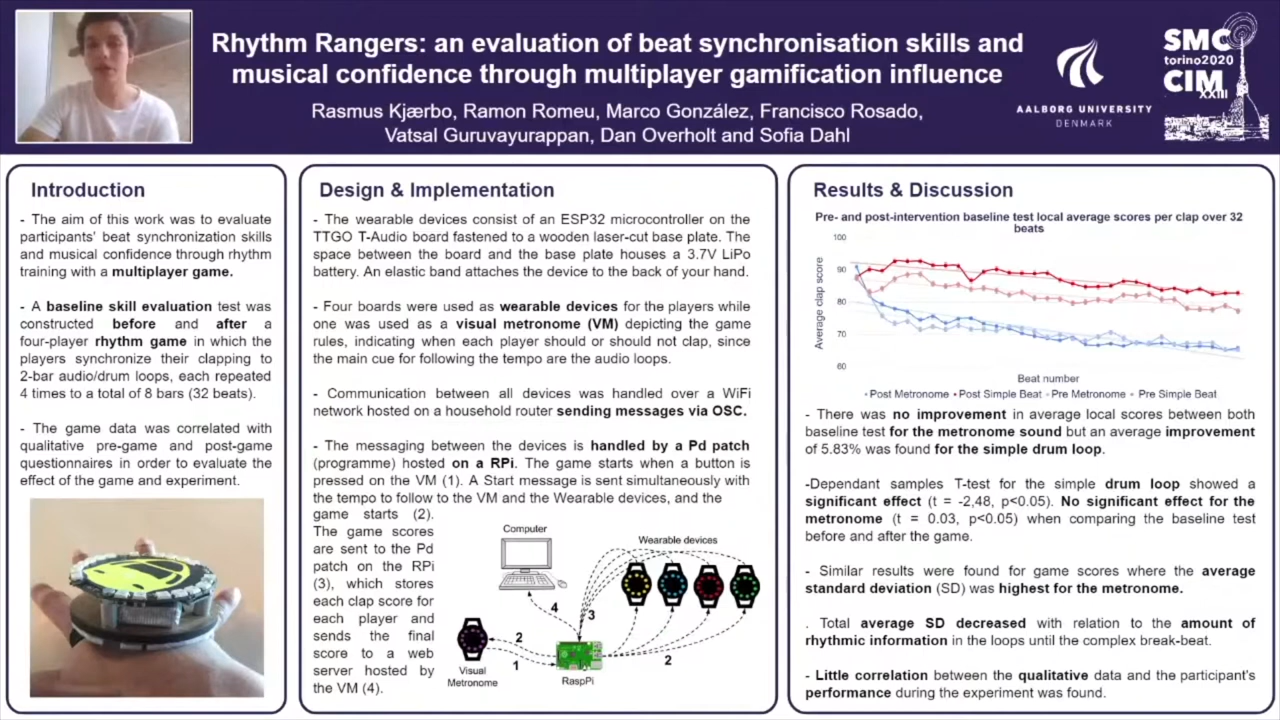 Rhythm Rangers: an evaluation of beat synchronisation skills and
musical confidence through multiplayer gamification influence
Rasmus Kjærbo, Ramon Romeu, Marco González, Francisco Rosado,
Vatsal Guruvayurappan, Dan Overholt and Sofia Dahl
AALBORG UNIVERSITY
DENMARK
SMC
torino2020
CIM
XXIII
Introduction
- The aim of this work was to evaluate
participants' beat synchronization skills
and musical confidence through rhythm
training with a multiplayer game.
- A baseline skill evaluation test was
constructed before and after a
four-player rhythm game in which the
players synchronize their clapping to
2-bar audio/drum loops, each repeated
4 times to a total of 8 bars (32 beats).
- The game data was correlated with
qualitative pre-game and post-game
questionnaires in order to evaluate the
effect of the game and experiment.
Design & Implementation
- The wearable devices consist of an ESP32 microcontroller on the
TTGO T-Audio board fastened to a wooden laser-cut base plate. The
space between the board and the base plate houses a 3.7V LiPo
battery. An elastic band attaches the device to the back of your hand.
- Four boards were used as wearable devices for the players while
one was used as a visual metronome (VM) depicting the game
rules, indicating when each player should or should not clap, since
the main cue for following the tempo are the audio loops.
- Communication between all devices was handled over a WiFi
network hosted on a household router sending messages via OSC.
- The messaging between the devices is handled by a Pd patch
(programme) hosted on a RPi. The game starts when a button is
pressed on the VM (1). A Start message is sent simultaneously with
the tempo to follow to the VM and the Wearable devices, and the
game starts (2).
The game scores
are sent to the Pd
patch on the RPi
(3), which stores
each clap score for
each player and
sends the final
score to a web
server hosted by
the VM (4).
Computer
Wearable devices
4
3
2
1
2
Visual
Metronome
RaspPi
Results & Discussion
Pre- and post-intervention baseline test local average scores per clap over 32
beats
100
90
80
70
60
Average clap score
Beat number
Post Metronome Post Simple Beat Pre Metronome Pre Simple Beat
- There was no improvement in average local scores between both
baseline test for the metronome sound but an average improvement
of 5.83% was found for the simple drum loop.
-Dependant samples T-test for the simple drum loop showed a
significant effect (t = -2,48, p<0.05). No significant effect for the
metronome (t = 0.03, p<0.05) when comparing the baseline test
before and after the game.
- Similar results were found for game scores where the average
standard deviation (SD) was highest for the metronome.
. Total average SD decreased with relation to the amount of
rhythmic information in the loops until the complex break-beat.
- Little correlation between the qualitative data and the participant's
performance during the experiment was found.